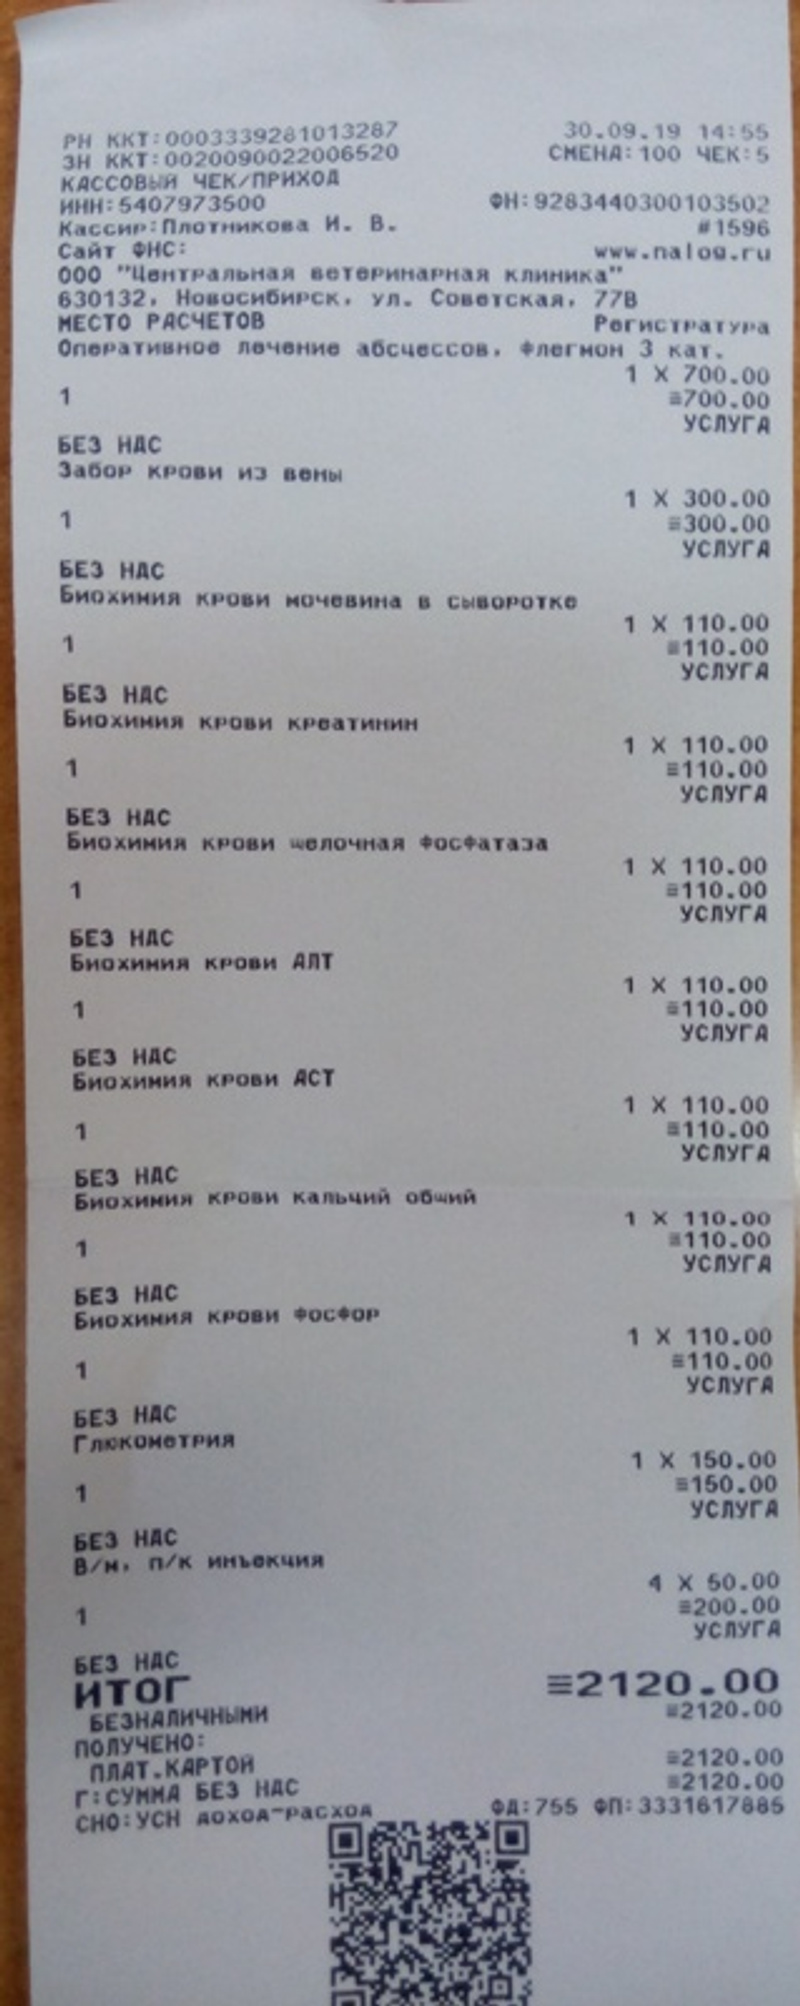 РН ККТ:0003339281013287 30.09.19 14:55
ЗН ККТ:0020090022006520 СМЕНА:100 ЧЕК:5
КАССОВЫЙ ЧЕК/ПРИХОД
ИНН:5407973500 ФН:9283440300103502
Кассир:Плотникова И. В. #1596
Сайт ФНС: www.nalog.ru
ООО "Центральная ветеринарная клиника"
630132, Новосибирск, ул. Советская, 77В
МЕСТО РАСЧЕТОВ Регистратура
Оперативное лечение абсцессов, флегмон 3 кат.
1 X 700.00
1 ≡700.00
УСЛУГА
БЕЗ НДС
Забор крови из вены
1 X 300.00
1 ≡300.00
УСЛУГА
БЕЗ НДС
Биохимия крови мочевина в сыворотке
1 X 110.00
1 ≡110.00
УСЛУГА
БЕЗ НДС
Биохимия крови креатинин
1 X 110.00
1 ≡110.00
УСЛУГА
БЕЗ НДС
Биохимия крови щелочная фосфатаза
1 X 110.00
1 ≡110.00
УСЛУГА
БЕЗ НДС
Биохимия крови АЛТ
1 X 110.00
1 ≡110.00
УСЛУГА
БЕЗ НДС
Биохимия крови АСТ
1 X 110.00
1 ≡110.00
УСЛУГА
БЕЗ НДС
Биохимия крови кальций общий
1 X 110.00
1 ≡110.00
УСЛУГА
БЕЗ НДС
Биохимия крови фосфор
1 X 110.00
1 ≡110.00
УСЛУГА
БЕЗ НДС
Глюкометрия
1 X 150.00
1 ≡150.00
УСЛУГА
БЕЗ НДС
В/м, п/к инъекция
4 X 50.00
1 ≡200.00
УСЛУГА
БЕЗ НДС
ИТОГ ≡2120.00
БЕЗНАЛИЧНЫМИ ≡2120.00
ПОЛУЧЕНО:
ПЛАТ.КАРТОЙ ≡2120.00
Г:СУММА БЕЗ НДС ≡2120.00
СНО:УСН доход-расход ФД:755 ФП:3331617885